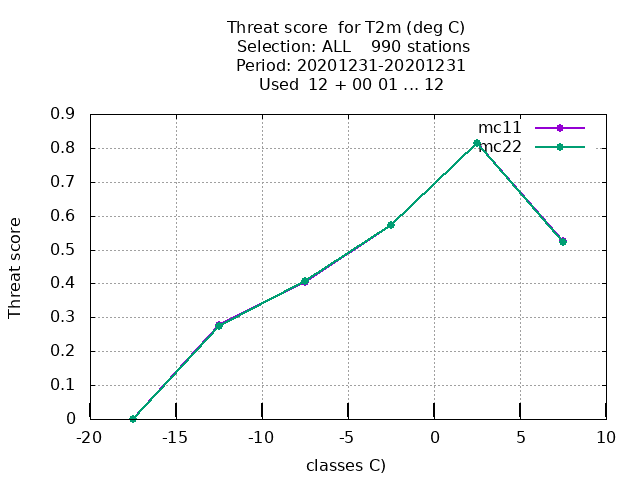 Threat score  for T2m (deg C)
Selection: ALL    990 stations
Period: 20201231-20201231
Used  12 + 00 01 ... 12
mc11
mc22
0.9
0.8
0.7
0.6
0.5
0.4
0.3
0.2
0.1
0
Threat score
-20
-15
-10
-5
0
5
10
classes C)